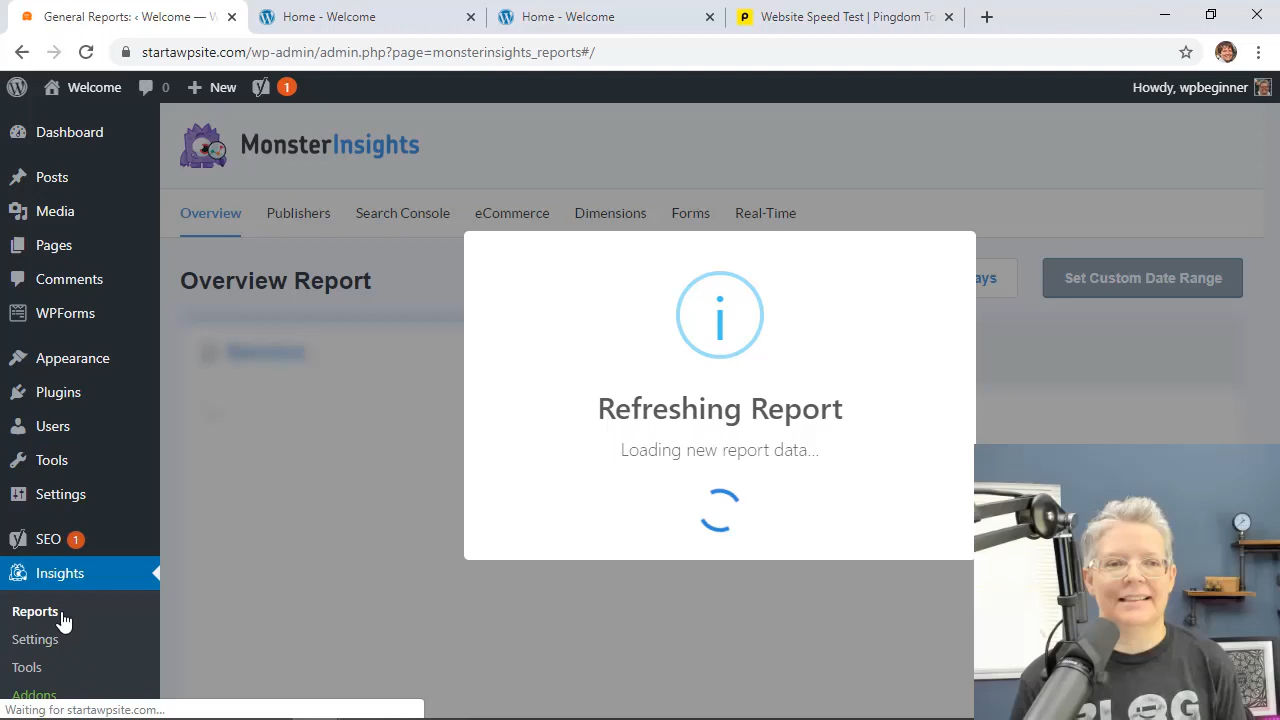 General Reports: ‹ Welcome — W
Home - Welcome
Home - Welcome
Website Speed Test | Pingdom To
startawpsite.com/wp-admin/admin.php?page=monsterinsights_reports#/
Welcome
0
New
1
Howdy, wpbeginner
Dashboard
Posts
Media
Pages
Comments
WPForms
Appearance
Plugins
Users
Tools
Settings
SEO 1
Insights
Reports
Settings
Tools
Addons
Waiting for startawpsite.com...
MonsterInsights
Overview
Publishers
Search Console
eCommerce
Dimensions
Forms
Real-Time
Overview Report
ays
Set Custom Date Range
Refreshing Report
Loading new report data...
BLOG